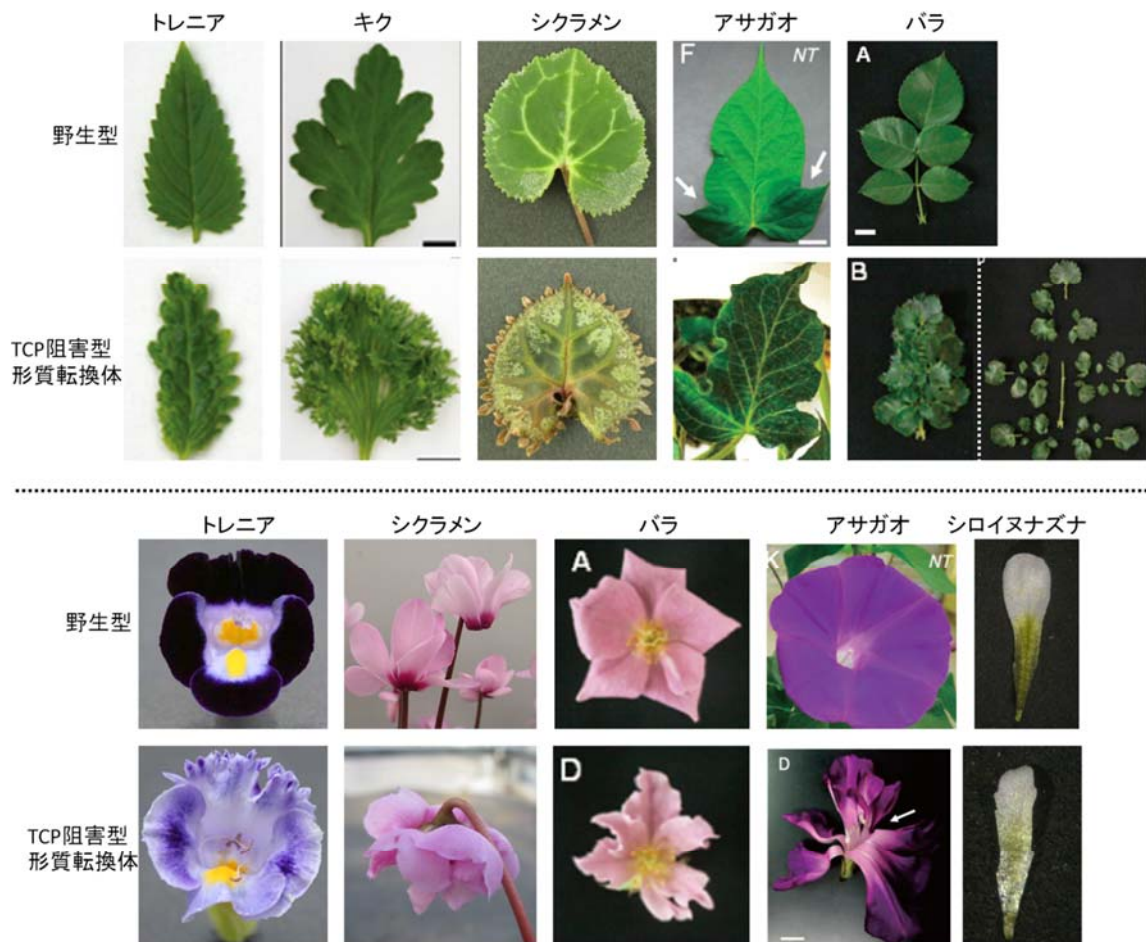 トレニア
キク
シクラメン
アサガオ
バラ
野生型
F
NT
A
TCP阻害型
形質転換体
B
トレニア
シクラメン
バラ
アサガオ
シロイヌナズナ
野生型
A
K
NT
TCP阻害型
形質転換体
D
D